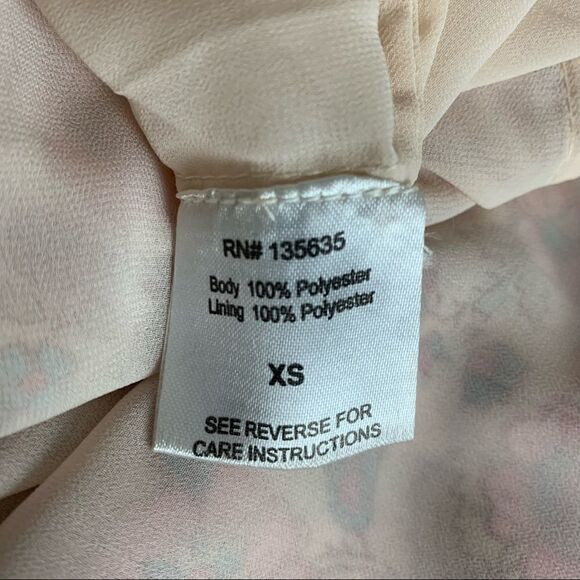 RN# 135635
Body 100% Polyester
Lining 100% Polyester
XS
SEE REVERSE FOR
CARE INSTRUCTIONS